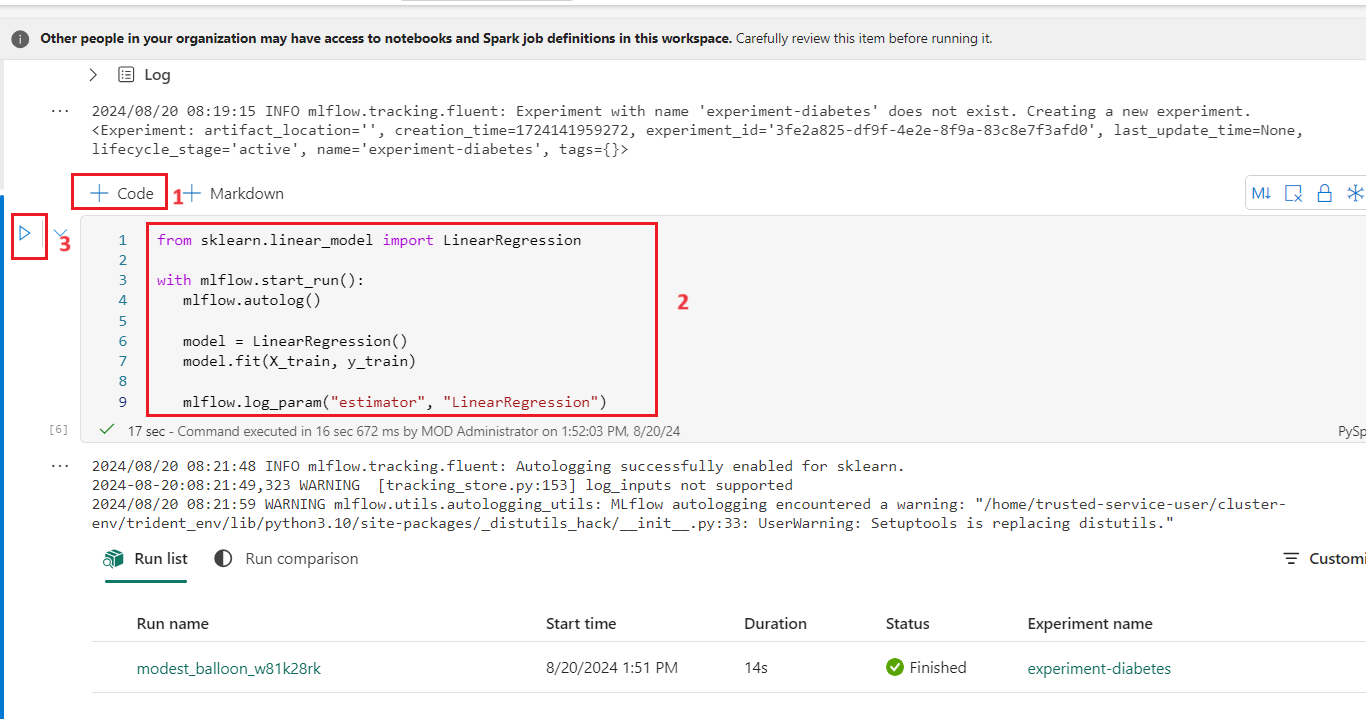 Other people in your organization may have access to notebooks and Spark job definitions in this workspace. Carefully review this item before running it.
Log
2024/08/20 08:19:15 INFO mlflow.tracking.fluent: Experiment with name 'experiment-diabetes' does not exist. Creating a new experiment.
<Experiment: artifact_location='', creation_time=1724141959272, experiment_id='3fe2a825-df9f-4e2e-8f9a-83c8e7f3afd0', last_update_time=None,
lifecycle_stage='active', name='experiment-diabetes', tags={}>
+ Code 1 + Markdown M↓
3
1 from sklearn.linear_model import LinearRegression
2
3 with mlflow.start_run():
4 mlflow.autolog()
2
5
6 model = LinearRegression()
7 model.fit(X_train, y_train)
8
9 mlflow.log_param("estimator", "LinearRegression")
[6] 17 sec - Command executed in 16 sec 672 ms by MOD Administrator on 1:52:03 PM, 8/20/24 PySp
2024/08/20 08:21:48 INFO mlflow.tracking.fluent: Autologging successfully enabled for sklearn.
2024-08-20:08:21:49,323 WARNING [tracking_store.py:153] log_inputs not supported
2024/08/20 08:21:59 WARNING mlflow.utils.autologging_utils: MLflow autologging encountered a warning: "/home/trusted-service-user/cluster-
env/trident_env/lib/python3.10/site-packages/_distutils_hack/__init__.py:33: UserWarning: Setuptools is replacing distutils."
Run list Run comparison Customi
Run name Start time Duration Status Experiment name
modest_balloon_w81k28rk 8/20/2024 1:51 PM 14s Finished experiment-diabetes